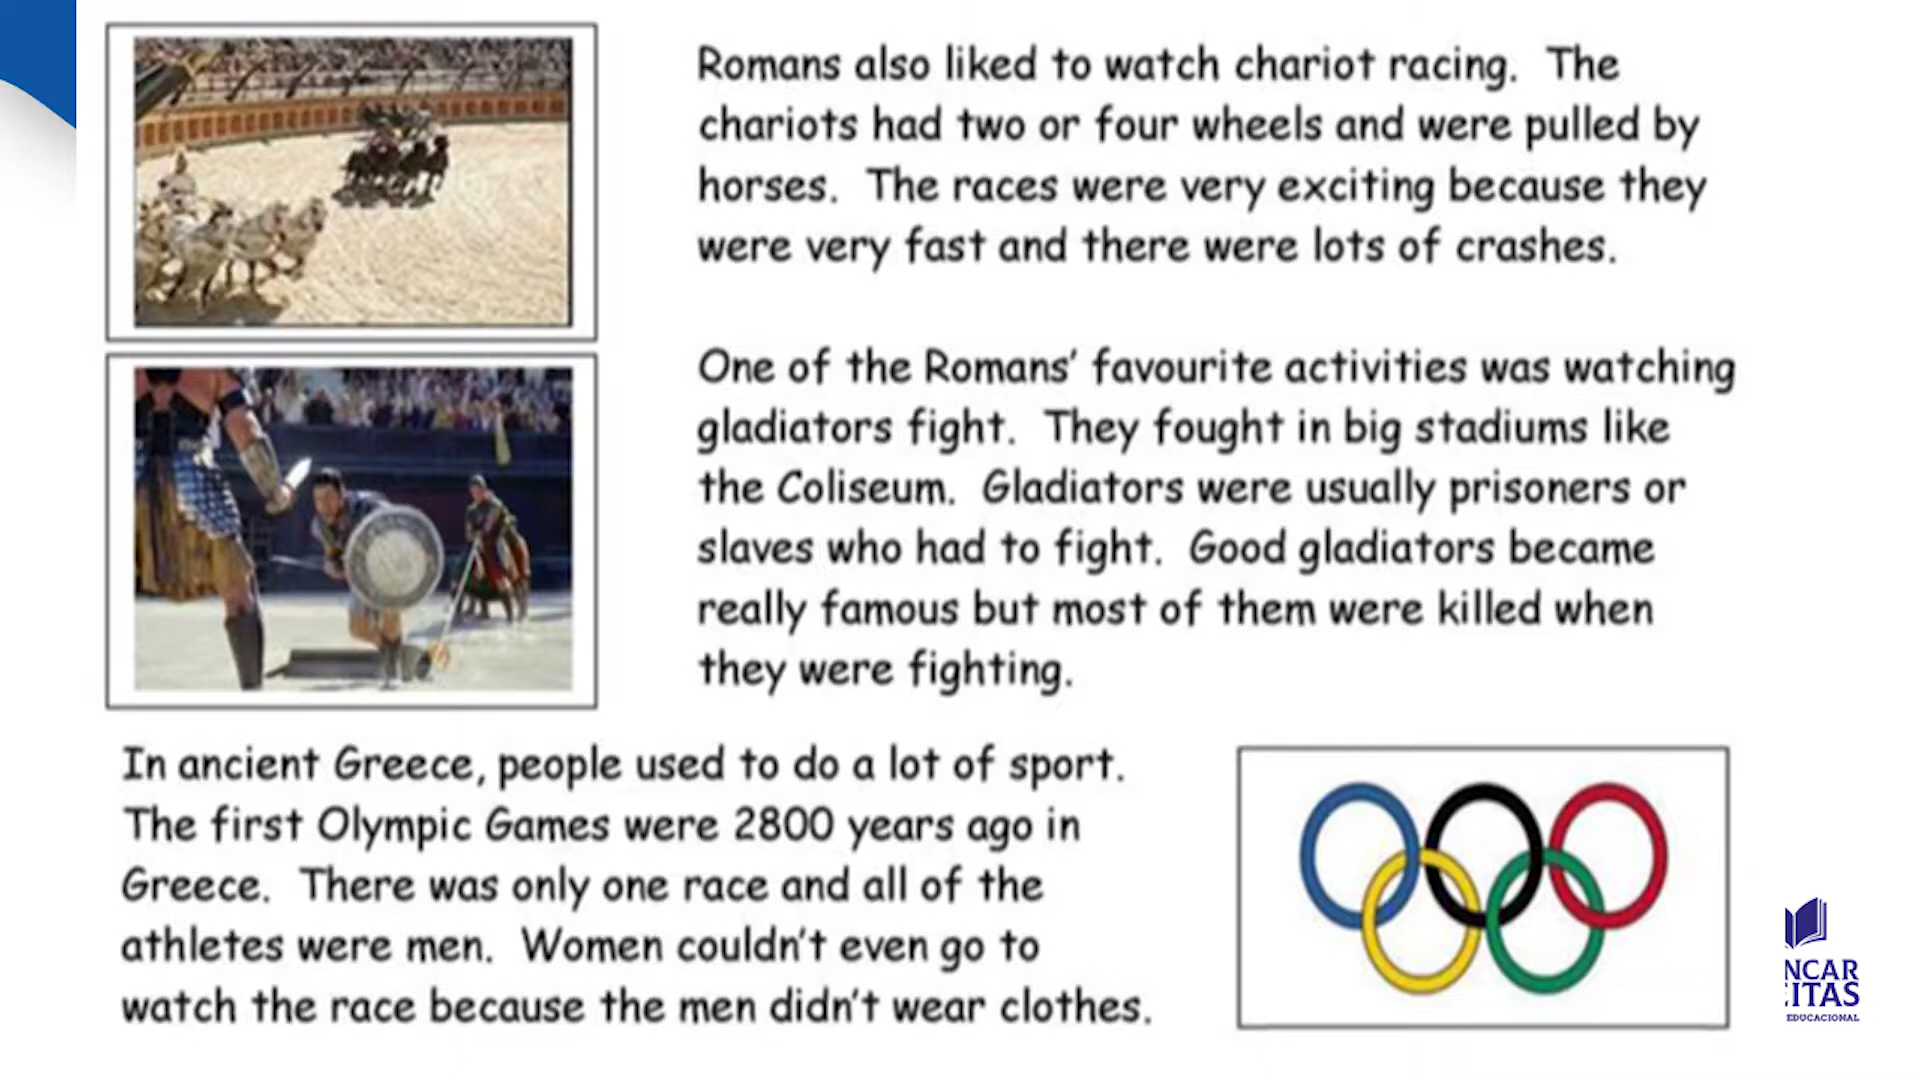 Romans also liked to watch chariot racing. The
chariots had two or four wheels and were pulled by
horses. The races were very exciting because they
were very fast and there were lots of crashes.
One of the Romans' favourite activities was watching
gladiators fight. They fought in big stadiums like
the Coliseum. Gladiators were usually prisoners or
slaves who had to fight. Good gladiators became
really famous but most of them were killed when
they were fighting.
In ancient Greece, people used to do a lot of sport.
The first Olympic Games were 2800 years ago in
Greece. There was only one race and all of the
athletes were men. Women couldn't even go to
watch the race because the men didn't wear clothes.
NCAR
ITAS
EDUCACIONAL